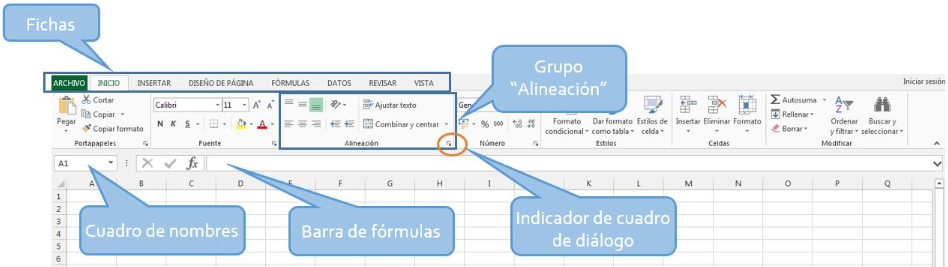 Fichas
Grupo
"Alineación"
ARCHIVO INICIO INSERTAR DISEÑO DE PÁGINA FÓRMULAS DATOS REVISAR VISTA
Iniciar sesión
Pegar
Cortar
Copiar
Copiar formato
Portapapeles
Calibri 11 A A
N K S A
Fuente
Ajustar texto
Combinar y centrar
Alineación
Gen
% 000
Número
Formato
condicional
Dar formato
como tabla
Estilos de
celda
Estilos
Insertar Eliminar Formato
Celdas
Autosuma
Rellenar
Borrar
Ordenar
y filtrar
Buscar y
seleccionar
Modificar
A1 fx
A B C D E F G H I K L M N O P Q
1
2
3
4
5
6
Cuadro de nombres
Barra de fórmulas
Indicador de cuadro
de diálogo